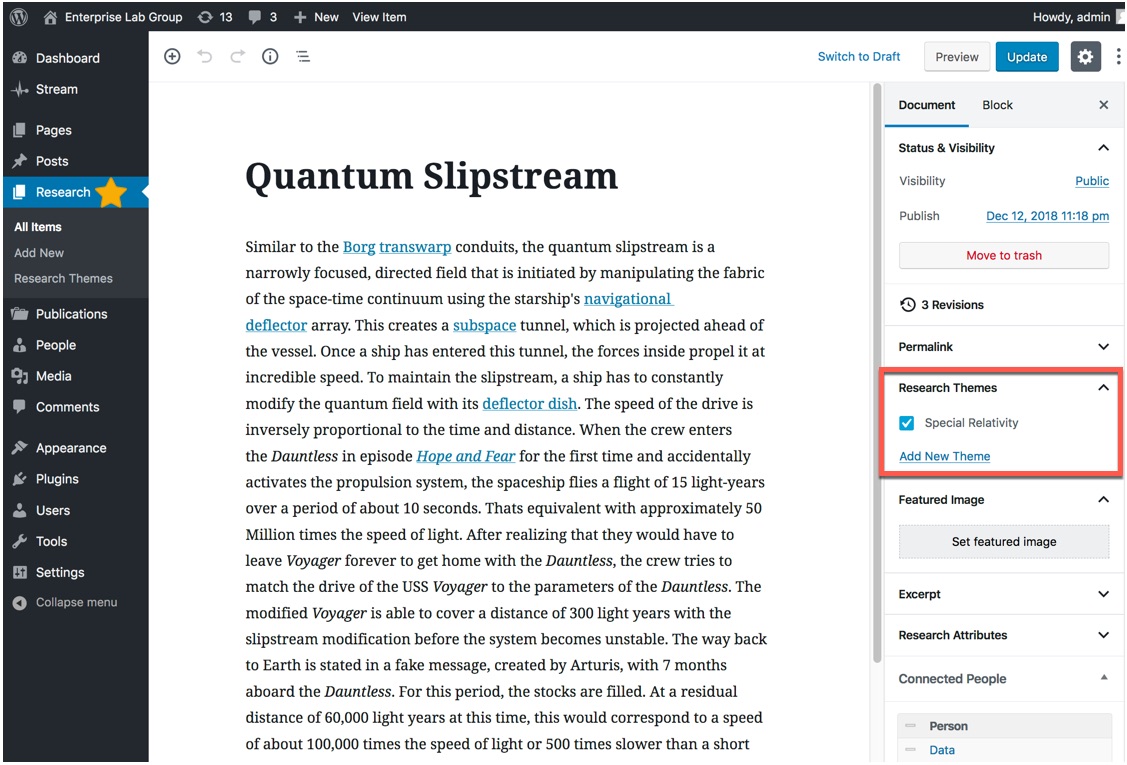 Enterprise Lab Group 13 3 New View Item Howdy, admin
Dashboard
Stream
Pages
Posts
Research
All Items
Add New
Research Themes
Publications
People
Media
Comments
Appearance
Plugins
Users
Tools
Settings
Collapse menu
Switch to Draft Preview Update
Quantum Slipstream
Similar to the Borg transwarp conduits, the quantum slipstream is a
narrowly focused, directed field that is initiated by manipulating the fabric
of the space-time continuum using the starship's navigational
deflector array. This creates a subspace tunnel, which is projected ahead of
the vessel. Once a ship has entered this tunnel, the forces inside propel it at
incredible speed. To maintain the slipstream, a ship has to constantly
modify the quantum field with its deflector dish. The speed of the drive is
inversely proportional to the time and distance. When the crew enters
the Dauntless in episode Hope and Fear for the first time and accidentally
activates the propulsion system, the spaceship flies a flight of 15 light-years
over a period of about 10 seconds. Thats equivalent with approximately 50
Million times the speed of light. After realizing that they would have to
leave Voyager forever to get home with the Dauntless, the crew tries to
match the drive of the USS Voyager to the parameters of the Dauntless. The
modified Voyager is able to cover a distance of 300 light years with the
slipstream modification before the system becomes unstable. The way back
to Earth is stated in a fake message, created by Arturis, with 7 months
aboard the Dauntless. For this period, the stocks are filled. At a residual
distance of 60,000 light years at this time, this would correspond to a speed
of about 100,000 times the speed of light or 500 times slower than a short
Document Block
Status & Visibility
Visibility Public
Publish Dec 12, 2018 11:18 pm
Move to trash
3 Revisions
Permalink
Research Themes
Special Relativity
Add New Theme
Featured Image
Set featured image
Excerpt
Research Attributes
Connected People
Person
Data